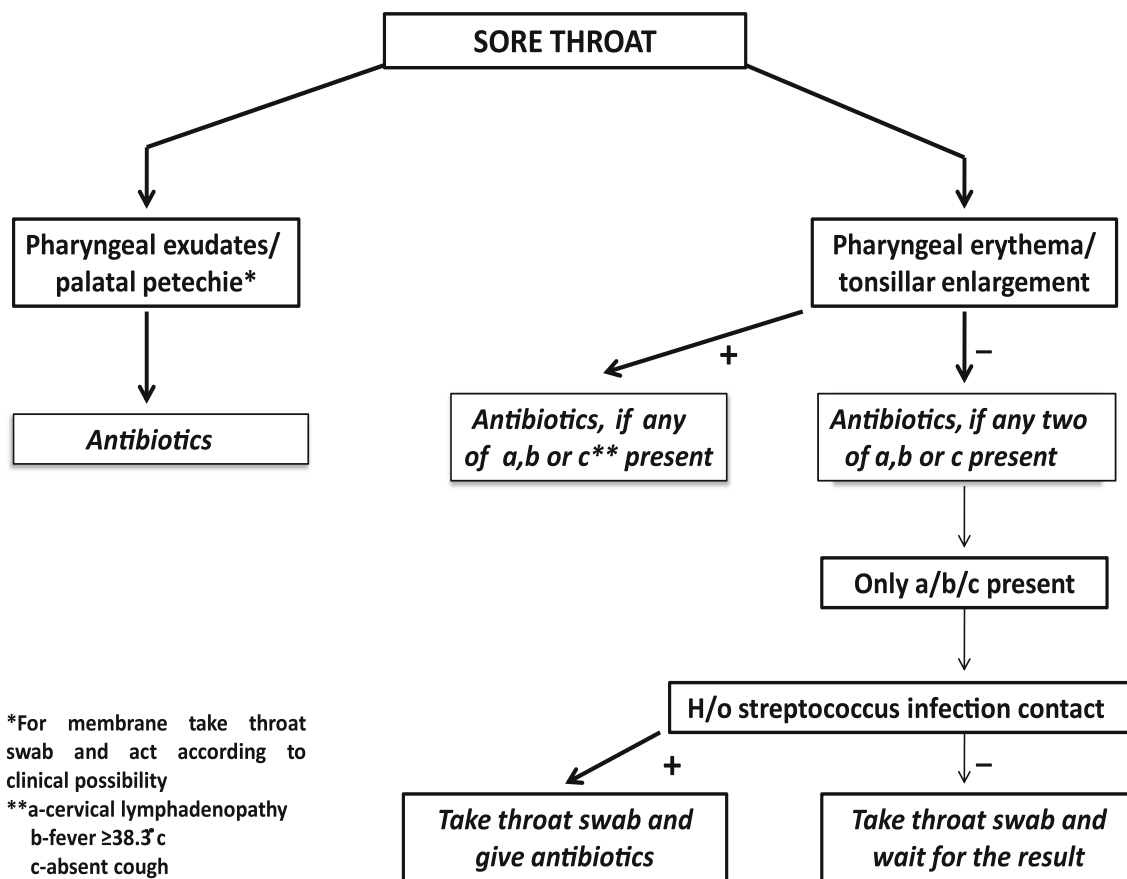 SORE THROAT
Pharyngeal exudates/
palatal petechie*
Pharyngeal erythema/
tonsillar enlargement
+
–
Antibiotics
Antibiotics, if any
of a,b or c** present
Antibiotics, if any two
of a,b or c present
Only a/b/c present
H/o streptococcus infection contact
+
–
Take throat swab and
give antibiotics
Take throat swab and
wait for the result
*For membrane take throat
swab and act according to
clinical possibility
**a-cervical lymphadenopathy
b-fever ≥38.3° c
c-absent cough